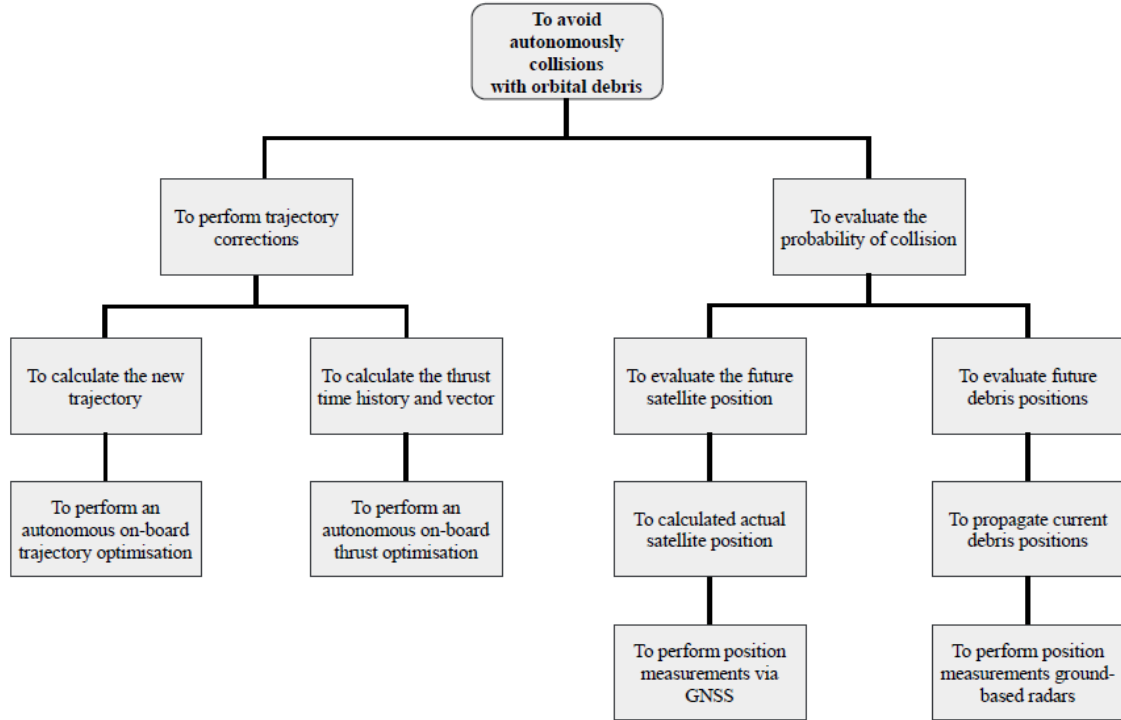 To avoid
autonomously
collisions
with orbital debris
To perform trajectory
corrections
To evaluate the
probability of collision
To calculate the new
trajectory
To calculate the thrust
time history and vector
To evaluate the future
satellite position
To evaluate future
debris positions
To perform an
autonomous on-board
trajectory optimisation
To perform an
autonomous on-board
thrust optimisation
To calculated actual
satellite position
To propagate current
debris positions
To perform position
measurements via
GNSS
To perform position
measurements ground-
based radars